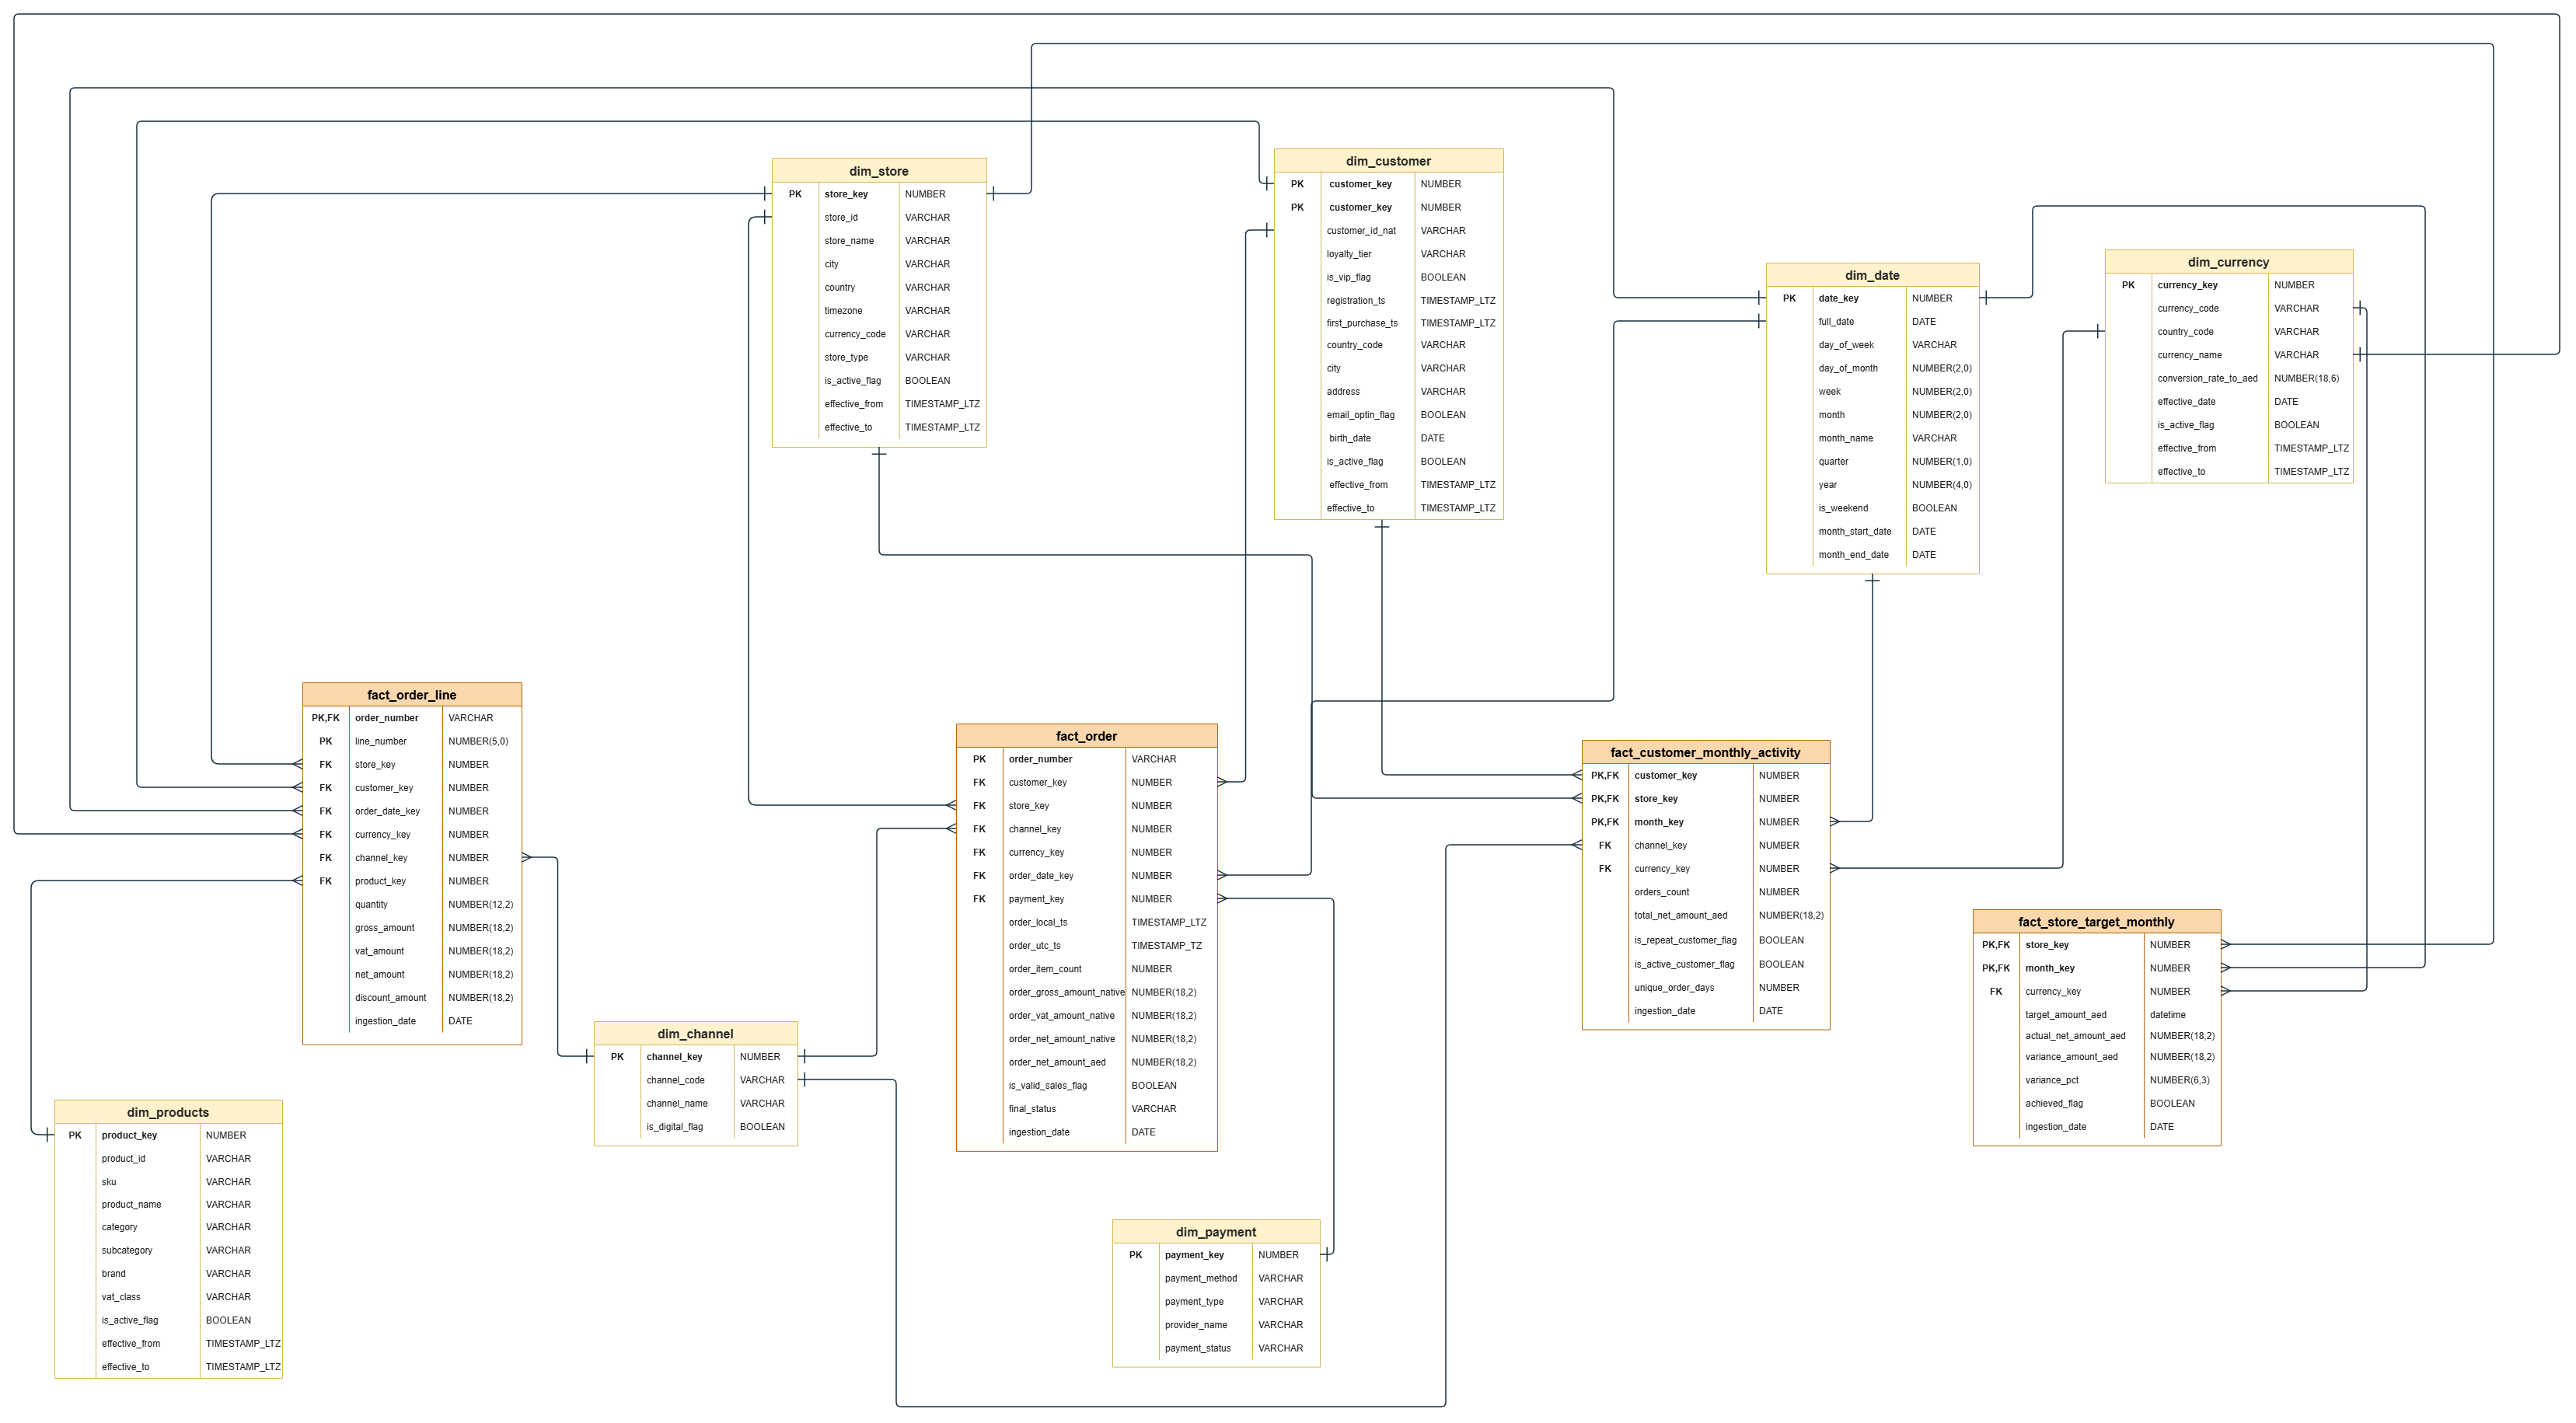 dim_store
PK store_key NUMBER
store_id VARCHAR
store_name VARCHAR
city VARCHAR
country VARCHAR
timezone VARCHAR
currency_code VARCHAR
store_type VARCHAR
is_active_flag BOOLEAN
effective_from TIMESTAMP_LTZ
effective_to TIMESTAMP_LTZ
dim_customer
PK customer_key NUMBER
PK customer_key NUMBER
customer_id_nat VARCHAR
loyalty_tier VARCHAR
is_vip_flag BOOLEAN
registration_ts TIMESTAMP_LTZ
first_purchase_ts TIMESTAMP_LTZ
country_code VARCHAR
city VARCHAR
address VARCHAR
email_optin_flag BOOLEAN
birth_date DATE
is_active_flag BOOLEAN
effective_from TIMESTAMP_LTZ
effective_to TIMESTAMP_LTZ
dim_date
PK date_key NUMBER
full_date DATE
day_of_week VARCHAR
day_of_month NUMBER(2,0)
week NUMBER(2,0)
month NUMBER(2,0)
month_name VARCHAR
quarter NUMBER(1,0)
year NUMBER(4,0)
is_weekend BOOLEAN
month_start_date DATE
month_end_date DATE
dim_currency
PK currency_key NUMBER
currency_code VARCHAR
country_code VARCHAR
currency_name VARCHAR
conversion_rate_to_aed NUMBER(18,6)
effective_date DATE
is_active_flag BOOLEAN
effective_from TIMESTAMP_LTZ
effective_to TIMESTAMP_LTZ
fact_order_line
PK,FK order_number VARCHAR
PK line_number NUMBER(5,0)
FK store_key NUMBER
FK customer_key NUMBER
FK order_date_key NUMBER
FK currency_key NUMBER
FK channel_key NUMBER
FK product_key NUMBER
quantity NUMBER(12,2)
gross_amount NUMBER(18,2)
vat_amount NUMBER(18,2)
net_amount NUMBER(18,2)
discount_amount NUMBER(18,2)
ingestion_date DATE
fact_order
PK order_number VARCHAR
FK customer_key NUMBER
FK store_key NUMBER
FK channel_key NUMBER
FK currency_key NUMBER
FK order_date_key NUMBER
FK payment_key NUMBER
order_local_ts TIMESTAMP_LTZ
order_utc_ts TIMESTAMP_TZ
order_item_count NUMBER
order_gross_amount_native NUMBER(18,2)
order_vat_amount_native NUMBER(18,2)
order_net_amount_native NUMBER(18,2)
order_net_amount_aed NUMBER(18,2)
is_valid_sales_flag BOOLEAN
final_status VARCHAR
ingestion_date DATE
fact_customer_monthly_activity
PK,FK customer_key NUMBER
PK,FK store_key NUMBER
PK,FK month_key NUMBER
FK channel_key NUMBER
FK currency_key NUMBER
orders_count NUMBER
total_net_amount_aed NUMBER(18,2)
is_repeat_customer_flag BOOLEAN
is_active_customer_flag BOOLEAN
unique_order_days NUMBER
ingestion_date DATE
fact_store_target_monthly
PK,FK store_key NUMBER
PK,FK month_key NUMBER
FK currency_key NUMBER
target_amount_aed datetime
actual_net_amount_aed NUMBER(18,2)
variance_amount_aed NUMBER(18,2)
variance_pct NUMBER(6,3)
achieved_flag BOOLEAN
ingestion_date DATE
dim_channel
PK channel_key NUMBER
channel_code VARCHAR
channel_name VARCHAR
is_digital_flag BOOLEAN
dim_products
PK product_key NUMBER
product_id VARCHAR
sku VARCHAR
product_name VARCHAR
category VARCHAR
subcategory VARCHAR
brand VARCHAR
vat_class VARCHAR
is_active_flag BOOLEAN
effective_from TIMESTAMP_LTZ
effective_to TIMESTAMP_LTZ
dim_payment
PK payment_key NUMBER
payment_method VARCHAR
payment_type VARCHAR
provider_name VARCHAR
payment_status VARCHAR